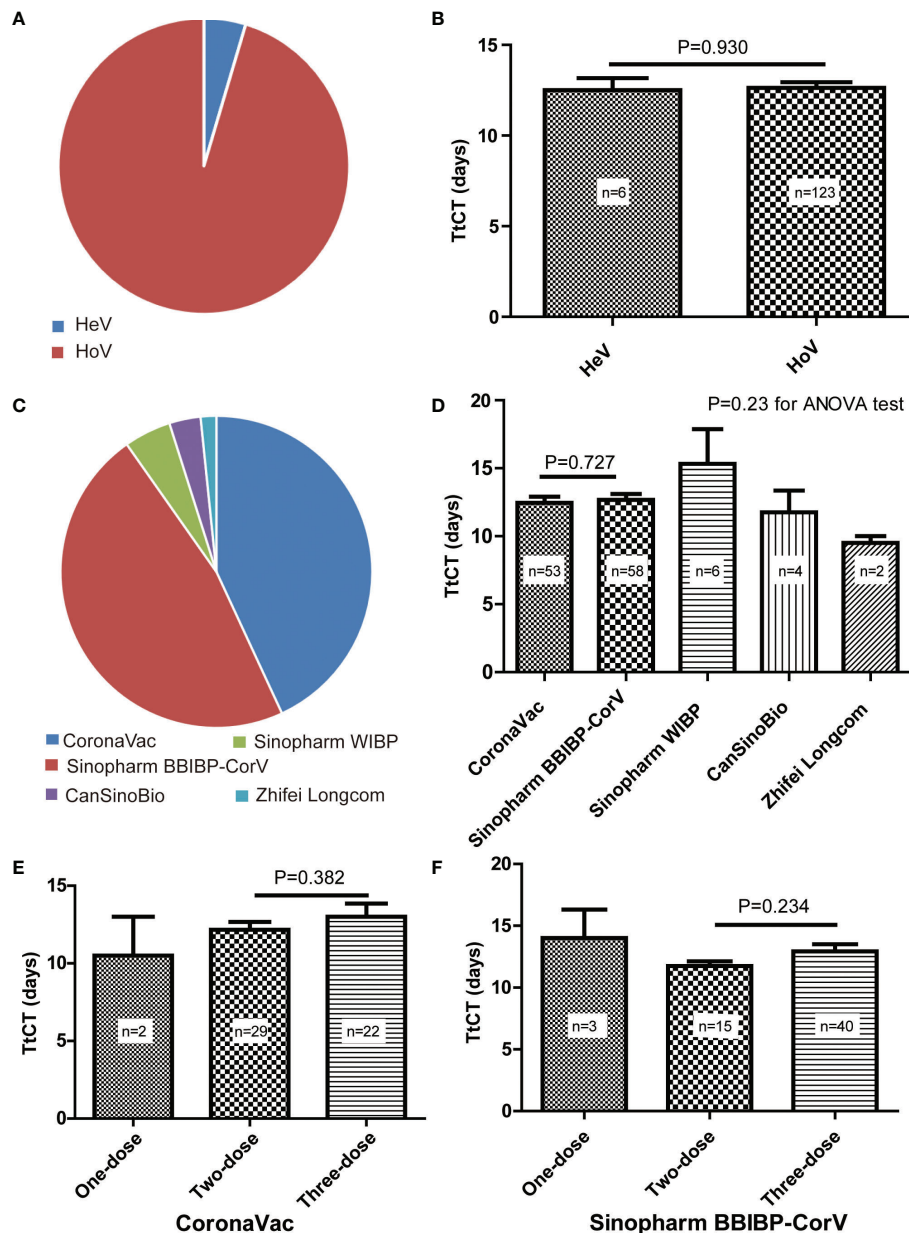 A
HeV
HoV
B
P=0.930
TtCT (days)
15
10
5
0
n=6
n=123
HeV
HoV
C
CoronaVac
Sinopharm WIBP
Sinopharm BBIBP-CorV
CanSinoBio
Zhifei Longcom
D
P=0.23 for ANOVA test
P=0.727
TtCT (days)
20
15
10
5
0
n=53
n=58
n=6
n=4
n=2
CoronaVac
Sinopharm BBIBP-CorV
Sinopharm WIBP
CanSinoBio
Zhifei Longcom
E
P=0.382
TtCT (days)
15
10
5
0
n=2
n=29
n=22
One-dose
Two-dose
Three-dose
CoronaVac
F
P=0.234
TtCT (days)
20
15
10
5
0
n=3
n=15
n=40
One-dose
Two-dose
Three-dose
Sinopharm BBIBP-CorV